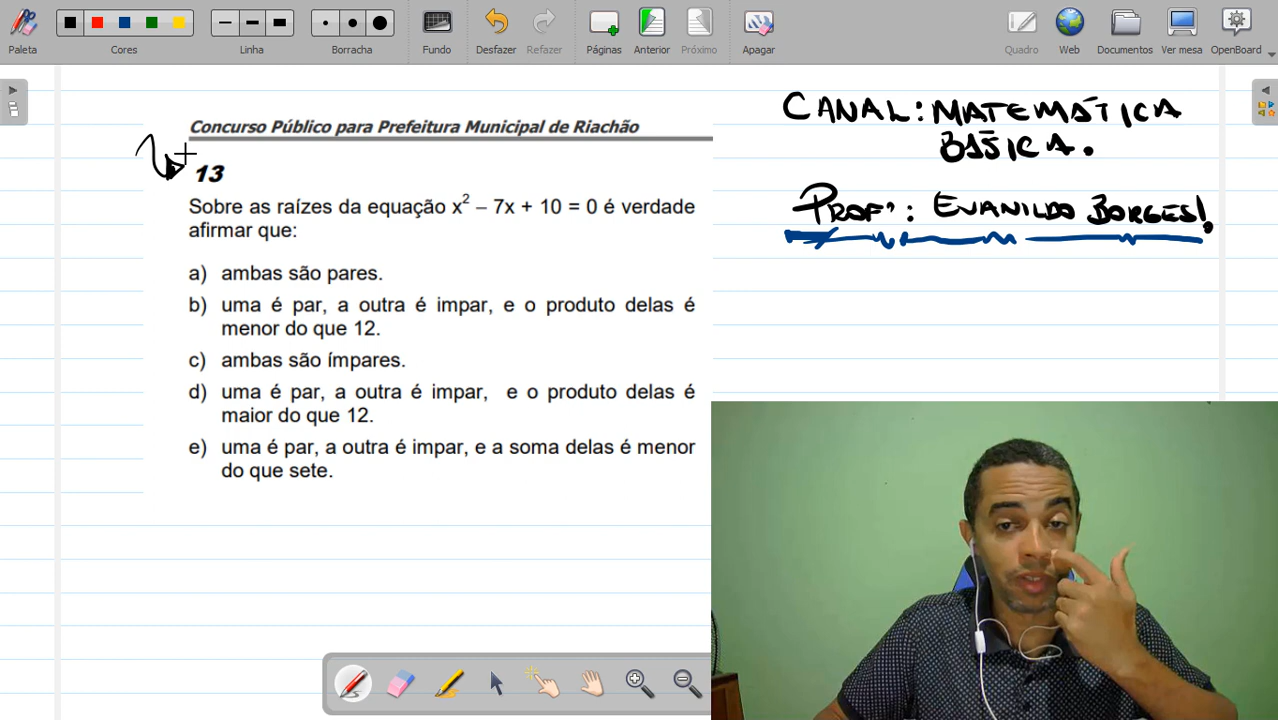 Paleta
Cores
Linha
Borracha
Fundo
Desfazer
Refazer
Páginas
Anterior
Próximo
Apagar
Quadro
Web
Documentos
Ver mesa
OpenBoard
CANAL: MATEMÁTICA
BÁSICA.
PROFº: EVANILDO BORGES!
Concurso Público para Prefeitura Municipal de Riachão
13
Sobre as raízes da equação x² – 7x + 10 = 0 é verdade
afirmar que:
a) ambas são pares.
b) uma é par, a outra é impar, e o produto delas é
menor do que 12.
c) ambas são ímpares.
d) uma é par, a outra é impar, e o produto delas é
maior do que 12.
e) uma é par, a outra é impar, e a soma delas é menor
do que sete.